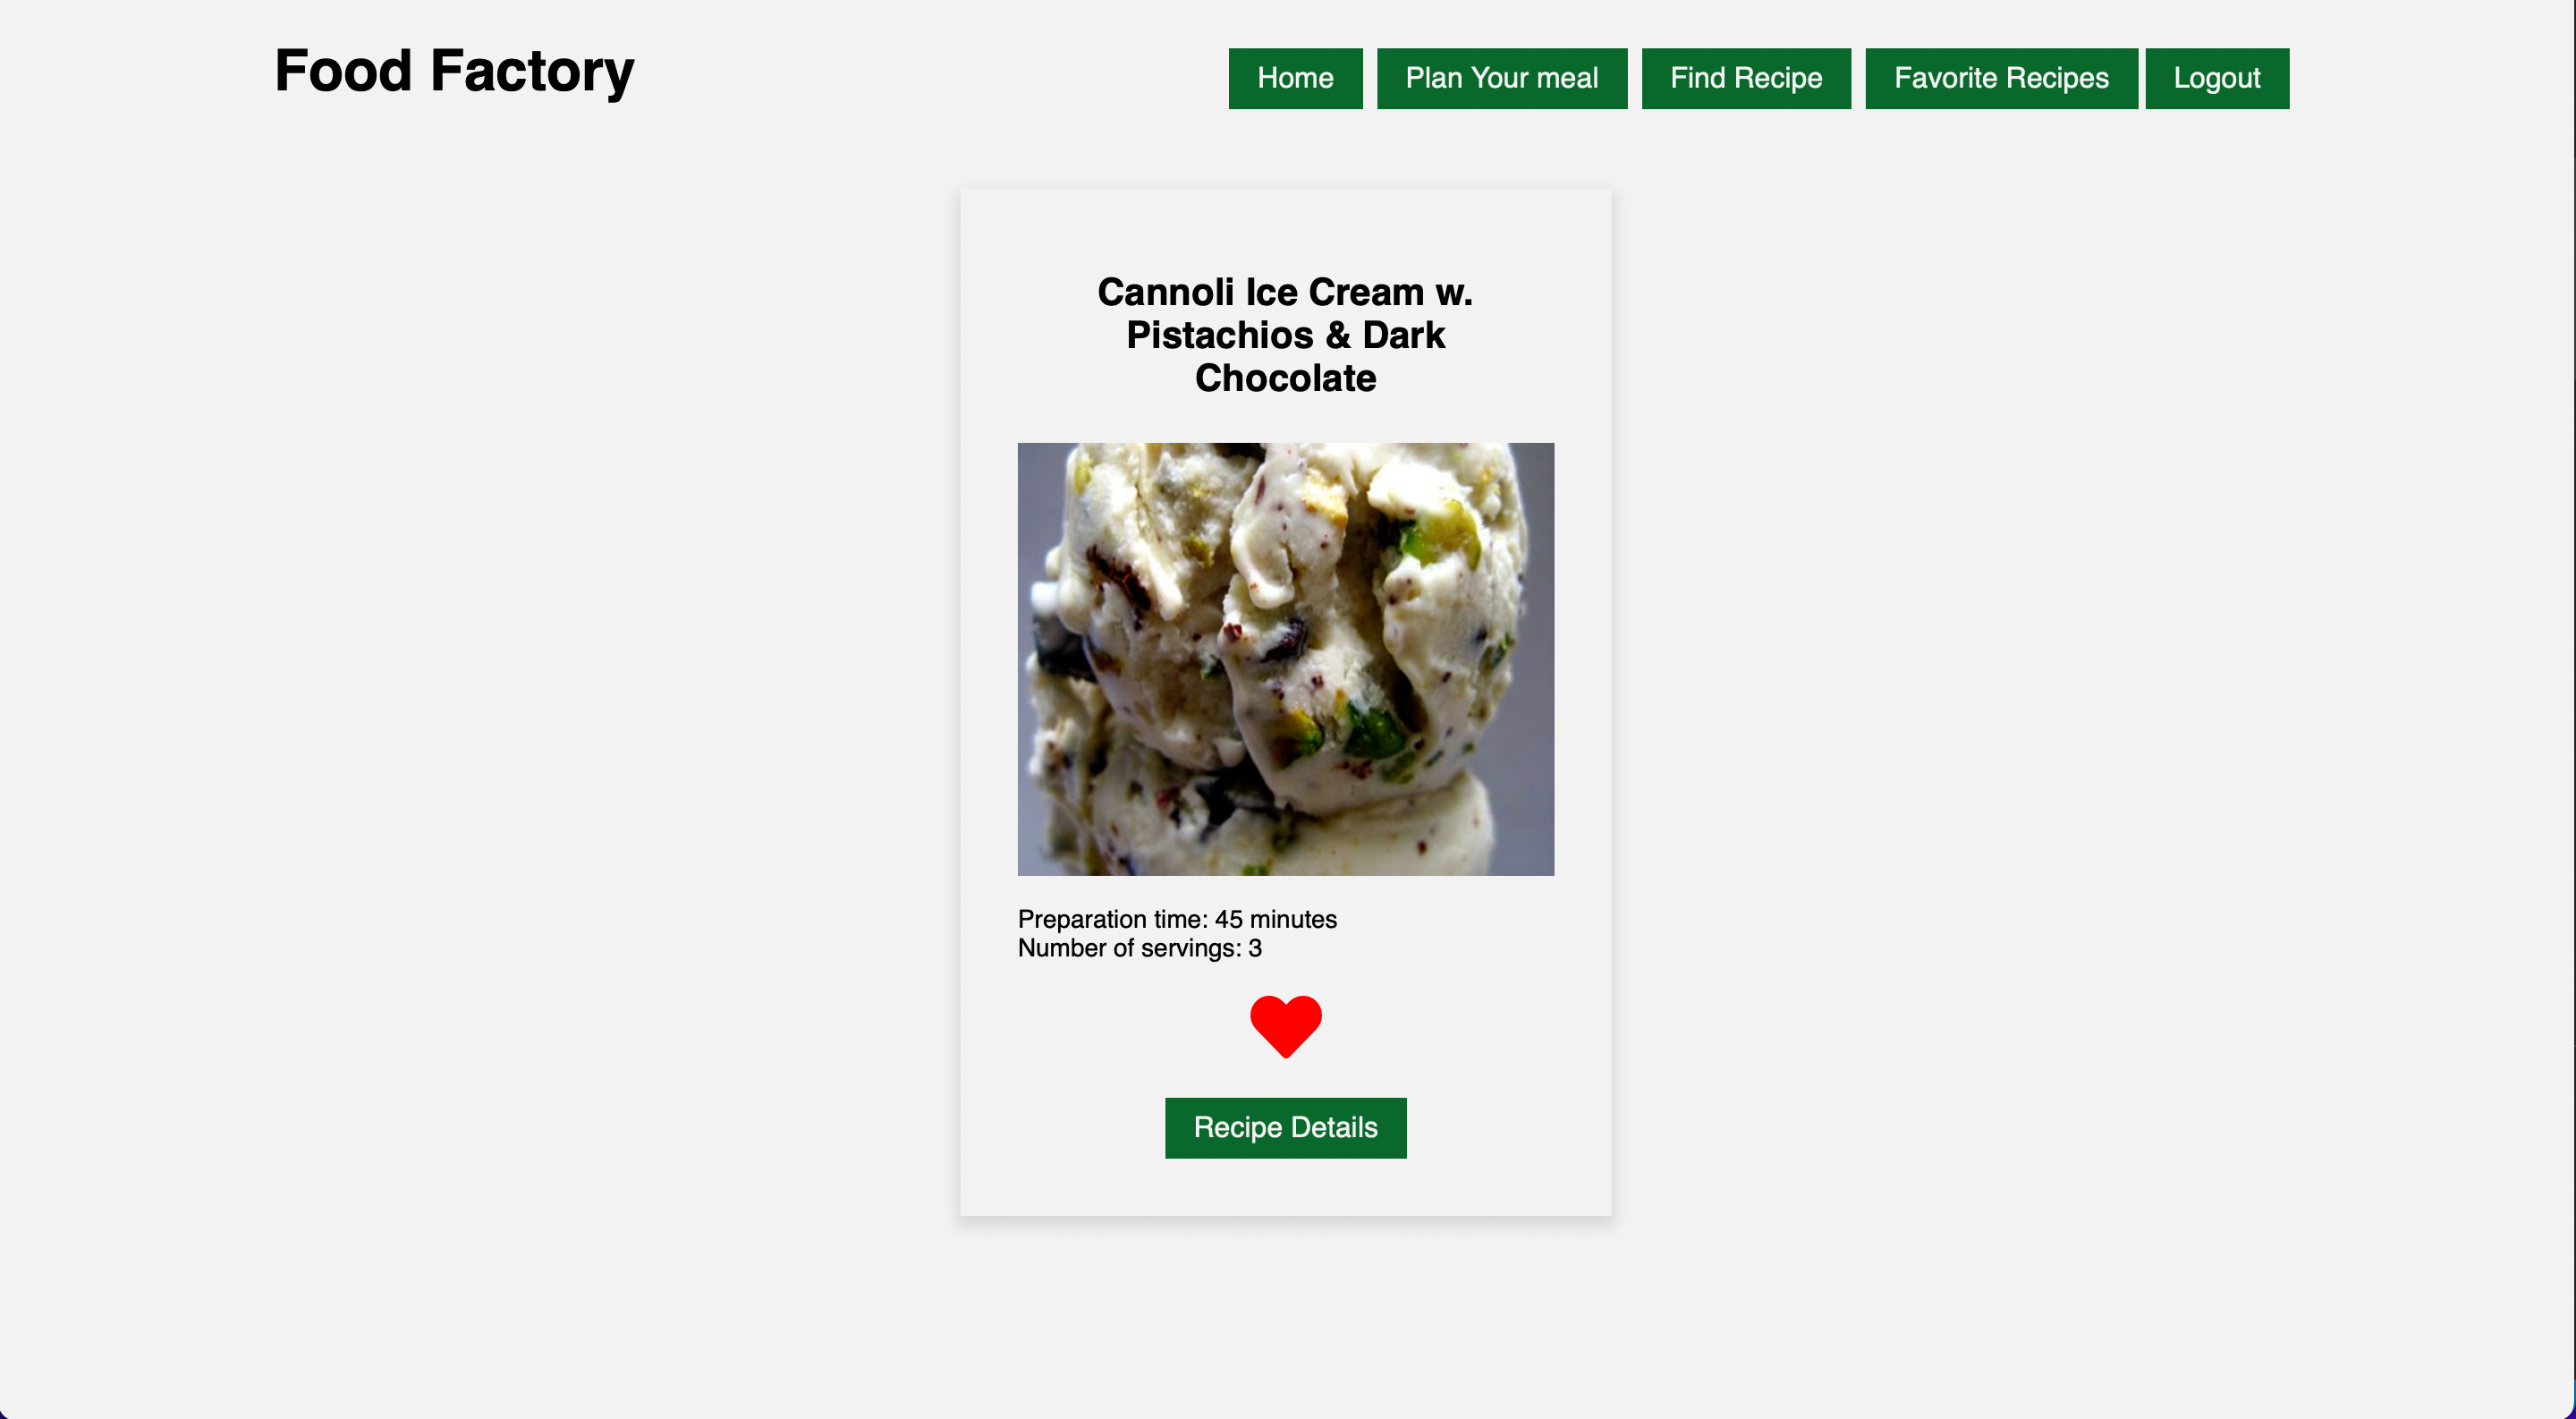 Food Factory
Home
Plan Your meal
Find Recipe
Favorite Recipes
Logout
Cannoli Ice Cream w.
Pistachios & Dark
Chocolate
Preparation time: 45 minutes
Number of servings: 3
Recipe Details